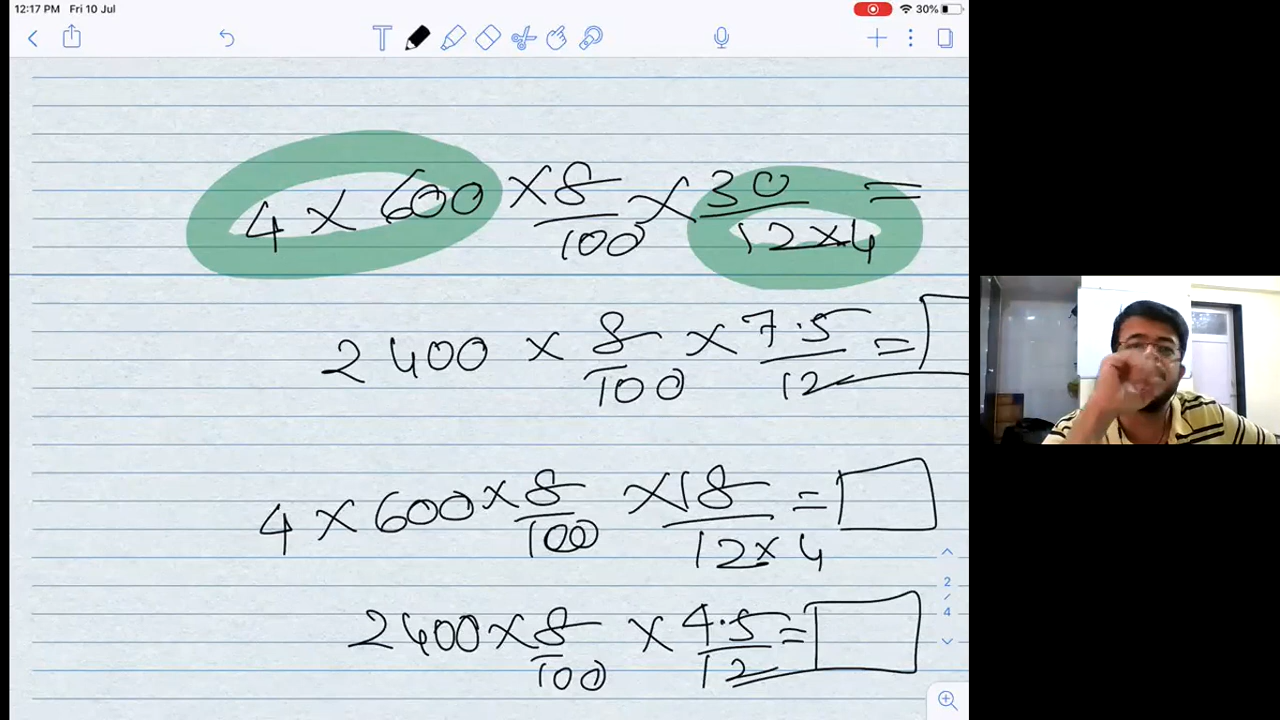 12:17 PM Fri 10 Jul 30%
T
4 × 600 × 8/100 × 30/12×4 =
2400 × 8/100 × 7.5/12 =
4 × 600 × 8/100 × 18/12×4 =
2400 × 8/100 × 4.5/12 =
2/4